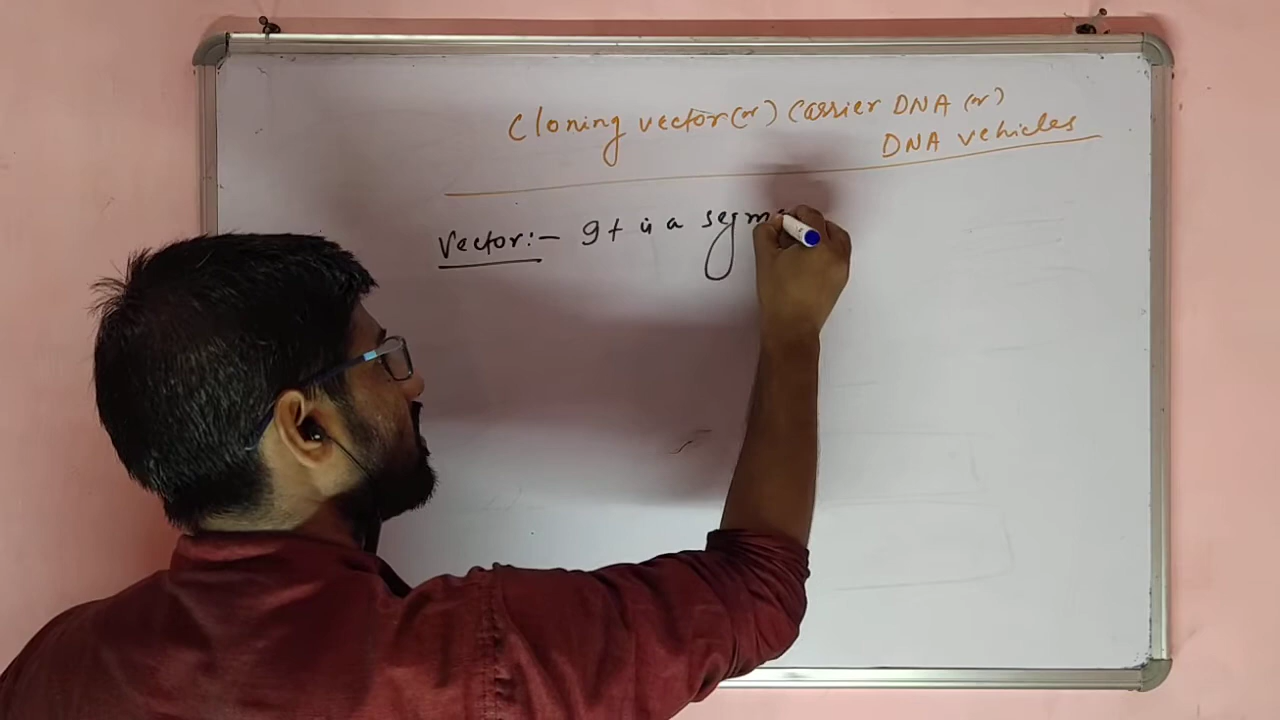 Cloning vector (or) Carrier DNA (or)
DNA vehicles
Vector:- It is a segm